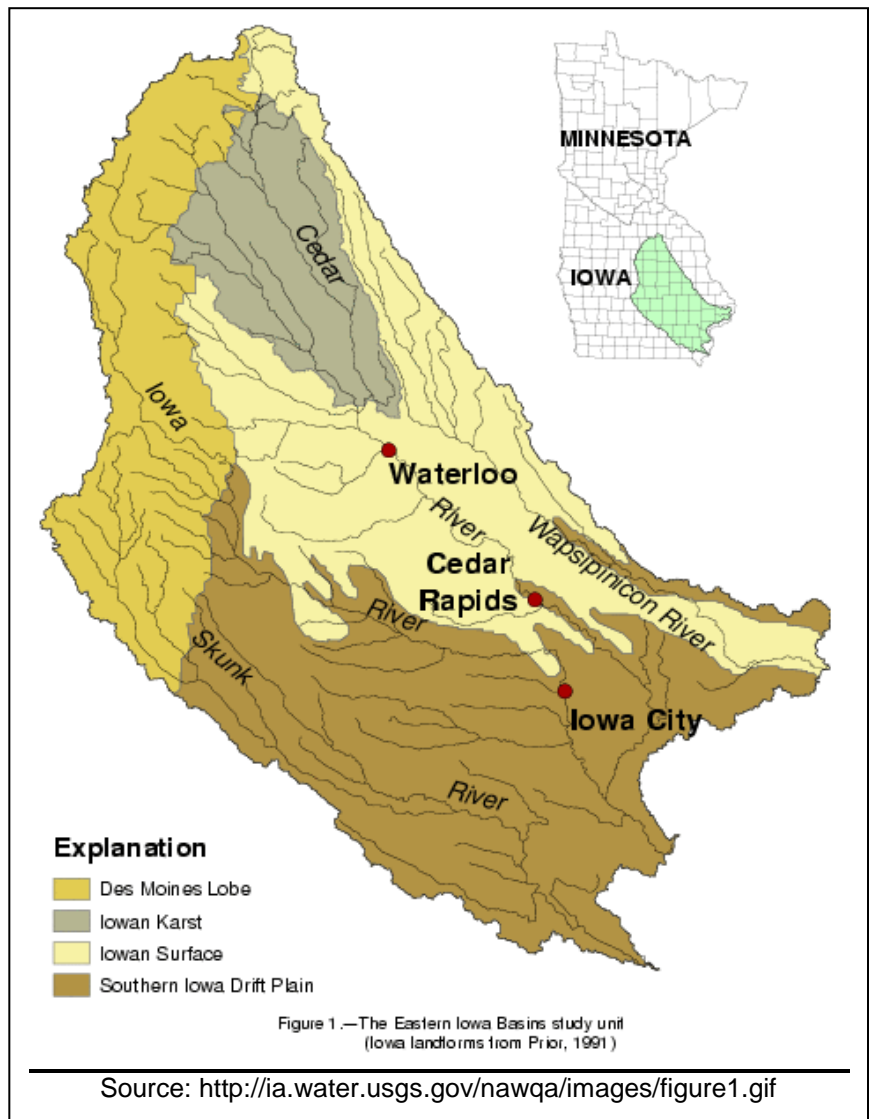 MINNESOTA
IOWA
Cedar
Iowa
Waterloo
River
Wapsipinicon River
Cedar
Rapids
River
Skunk
Iowa City
River
Explanation
Des Moines Lobe
Iowan Karst
Iowan Surface
Southern Iowa Drift Plain
Figure 1.—The Eastern Iowa Basins study unit
(Iowa landforms from Prior, 1991)
Source: http://ia.water.usgs.gov/nawqa/images/figure1.gif